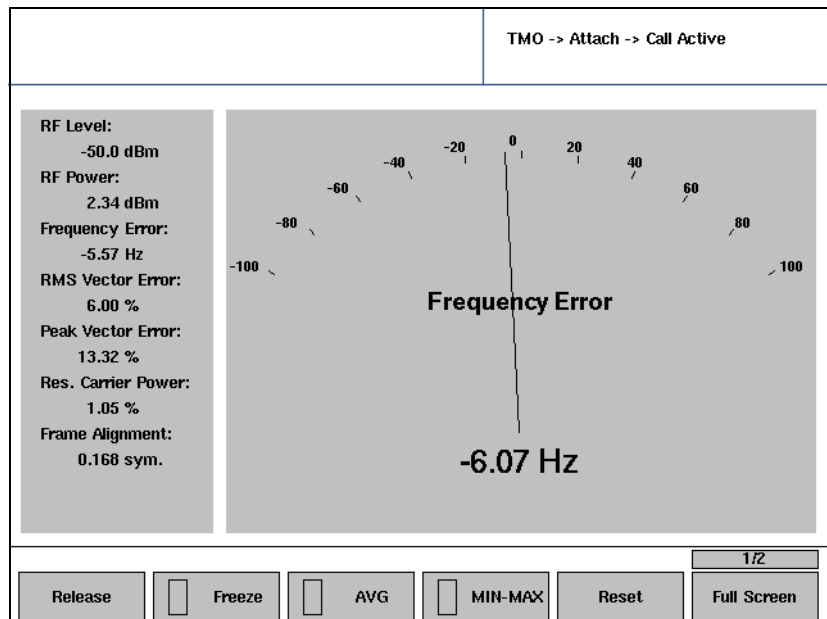 TMO -> Attach -> Call Active
RF Level:
-50.0 dBm
RF Power:
2.34 dBm
Frequency Error:
-5.57 Hz
RMS Vector Error:
6.00 %
Peak Vector Error:
13.32 %
Res. Carrier Power:
1.05 %
Frame Alignment:
0.168 sym.
-100
-80
-60
-40
-20
0
20
40
60
80
100
Frequency Error
-6.07 Hz
1/2
Release
Freeze
AVG
MIN-MAX
Reset
Full Screen